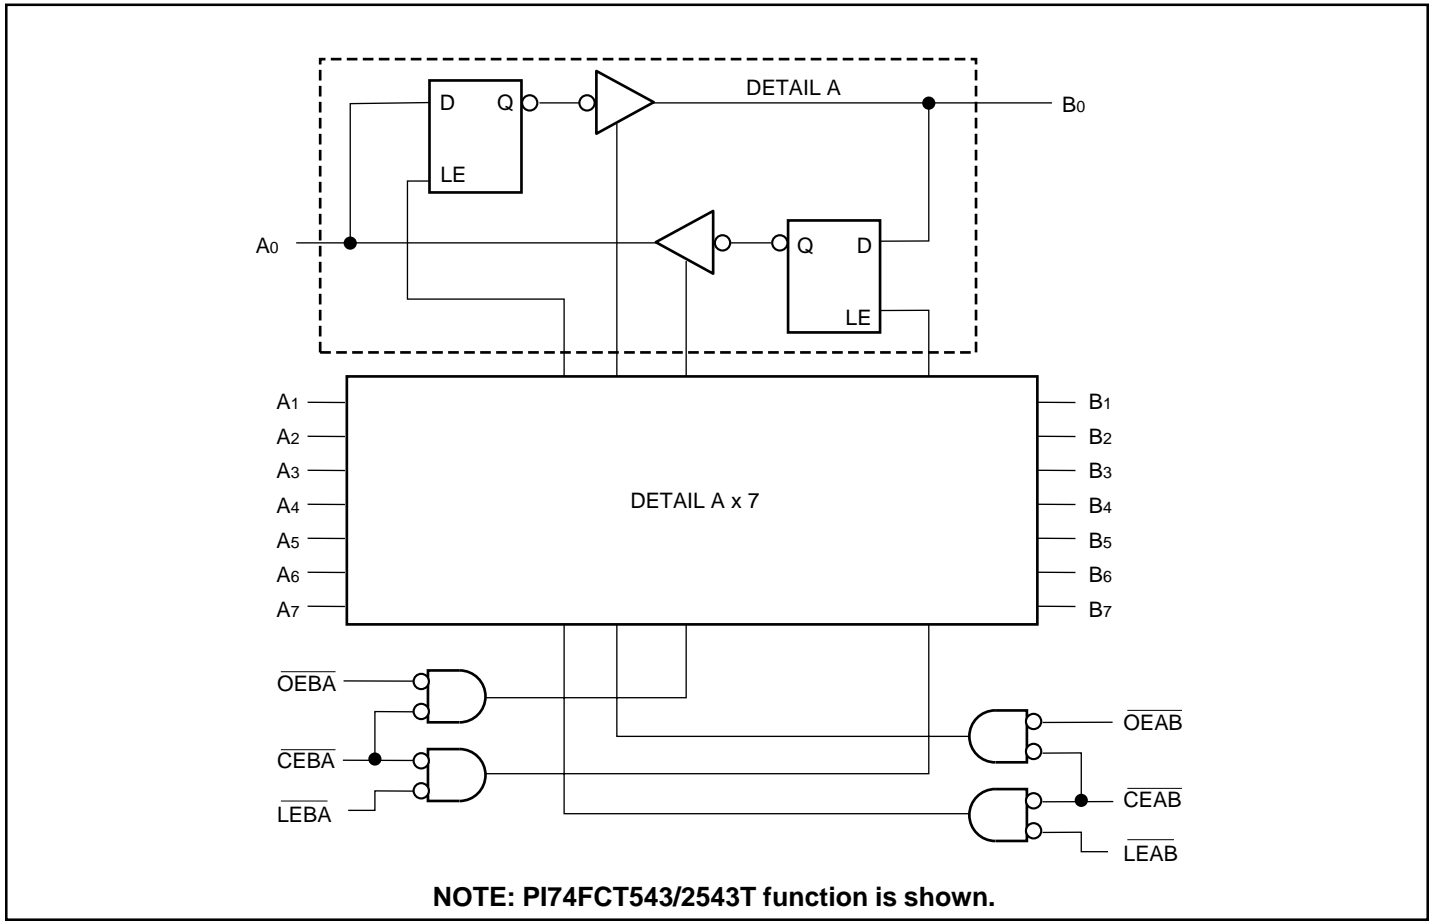 DETAIL A
D Q
LE
B0
A0
Q D
LE
A1
A2
A3
A4
A5
A6
A7
DETAIL A x 7
B1
B2
B3
B4
B5
B6
B7
OEBA
CEBA
LEBA
OEAB
CEAB
LEAB
NOTE: PI74FCT543/2543T function is shown.